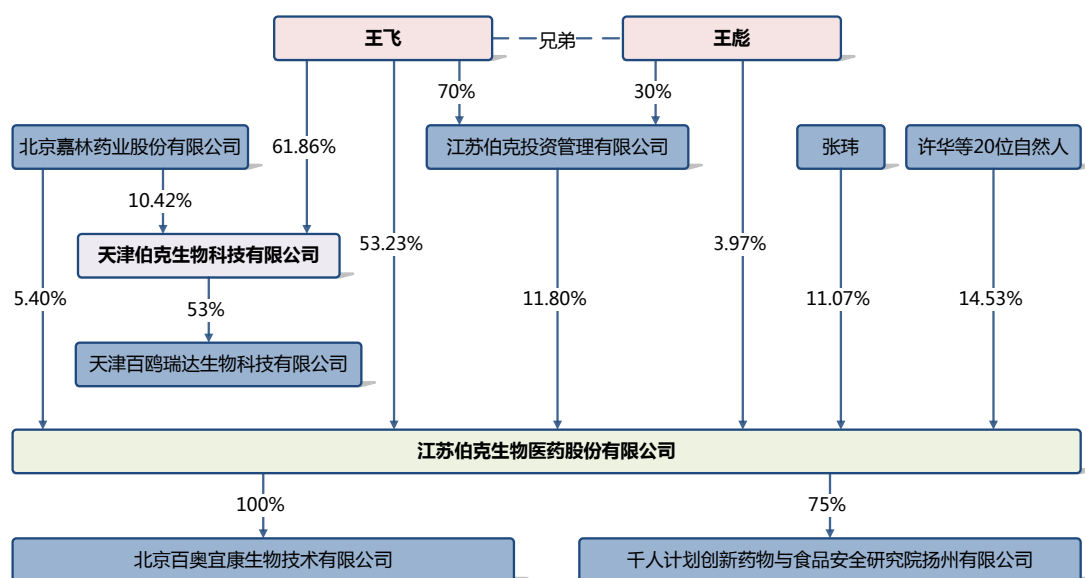 王飞
兄弟
王彪
70%
30%
北京嘉林药业股份有限公司
61.86%
江苏伯克投资管理有限公司
张玮
许华等20位自然人
10.42%
天津伯克生物科技有限公司
53.23%
3.97%
5.40%
53%
11.80%
11.07%
14.53%
天津百鸥瑞达生物科技有限公司
江苏伯克生物医药股份有限公司
100%
75%
北京百奥宜康生物技术有限公司
千人计划创新药物与食品安全研究院扬州有限公司